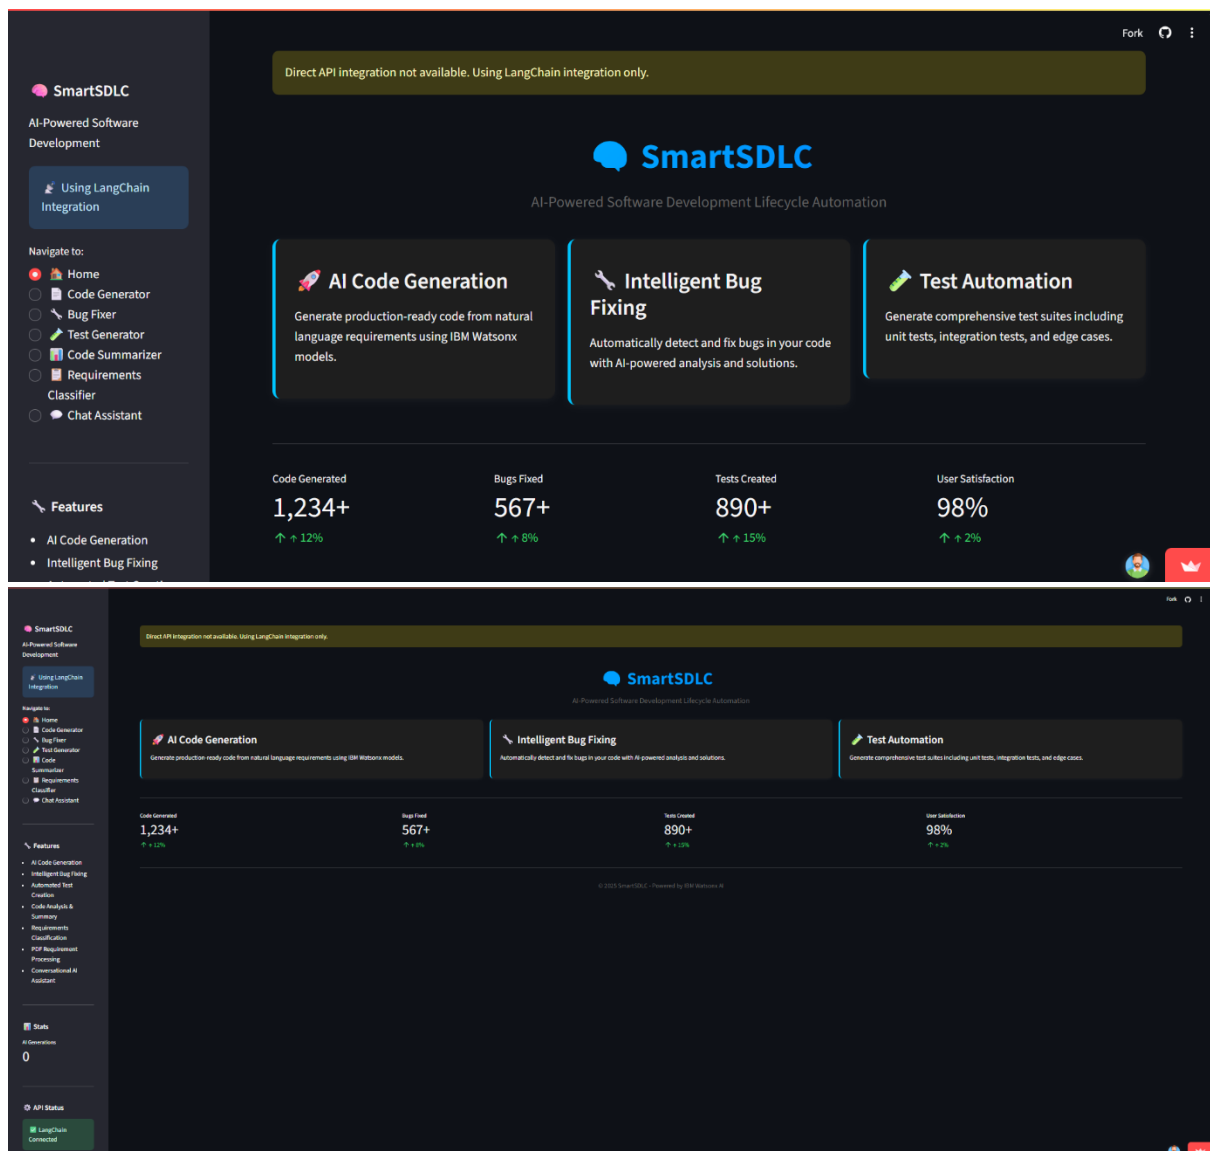 Fork
Direct API integration not available. Using LangChain integration only.
SmartSDLC
AI-Powered Software
Development
Using LangChain
Integration
Navigate to:
Home
Code Generator
Bug Fixer
Test Generator
Code Summarizer
Requirements
Classifier
Chat Assistant
Features
AI Code Generation
Intelligent Bug Fixing
SmartSDLC
AI-Powered Software Development Lifecycle Automation
AI Code Generation
Generate production-ready code from natural
language requirements using IBM Watsonx
models.
Intelligent Bug
Fixing
Automatically detect and fix bugs in your code
with AI-powered analysis and solutions.
Test Automation
Generate comprehensive test suites including
unit tests, integration tests, and edge cases.
Code Generated
1,234+
↑ ↑ 12%
Bugs Fixed
567+
↑ ↑ 8%
Tests Created
890+
↑ ↑ 15%
User Satisfaction
98%
↑ ↑ 2%
Fork
SmartSDLC
AI-Powered Software
Development
Using LangChain
Integration
Navigate to:
Home
Code Generator
Bug Fixer
Test Generator
Code
Summarizer
Requirements
Classifier
Chat Assistant
Features
AI Code Generation
Intelligent Bug Fixing
Automated Test
Creation
Code Analysis &
Summary
Requirements
Classification
PDF Requirement
Processing
Conversational AI
Assistant
Stats
AI Generations
0
API Status
LangChain
Connected
Direct API integration not available. Using LangChain integration only.
SmartSDLC
AI-Powered Software Development Lifecycle Automation
AI Code Generation
Generate production-ready code from natural language requirements using IBM Watsonx models.
Intelligent Bug Fixing
Automatically detect and fix bugs in your code with AI-powered analysis and solutions.
Test Automation
Generate comprehensive test suites including unit tests, integration tests, and edge cases.
Code Generated
1,234+
↑ ↑ 12%
Bugs Fixed
567+
↑ ↑ 8%
Tests Created
890+
↑ ↑ 15%
User Satisfaction
98%
↑ ↑ 2%
© 2025 SmartSDLC - Powered by IBM Watsonx AI